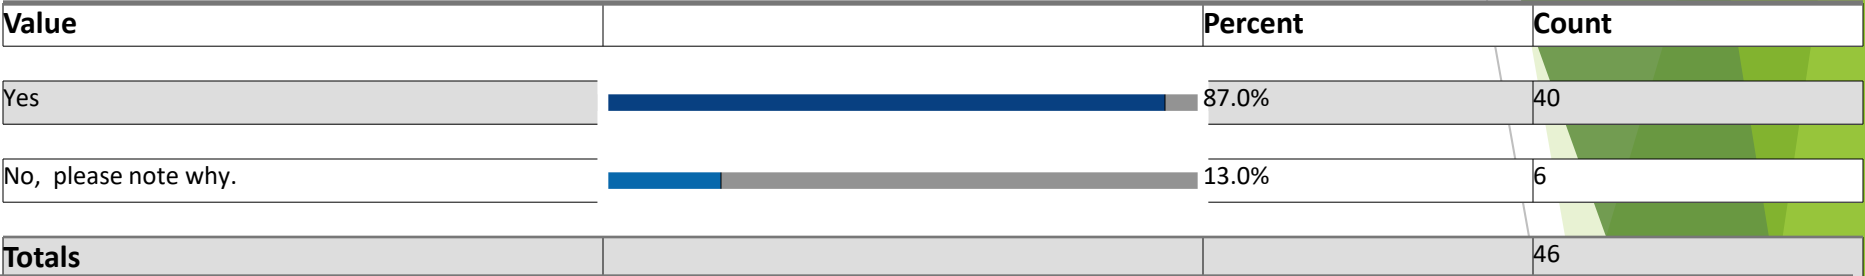 Value Percent Count
Yes 87.0% 40
No,  please note why. 13.0% 6
Totals 46